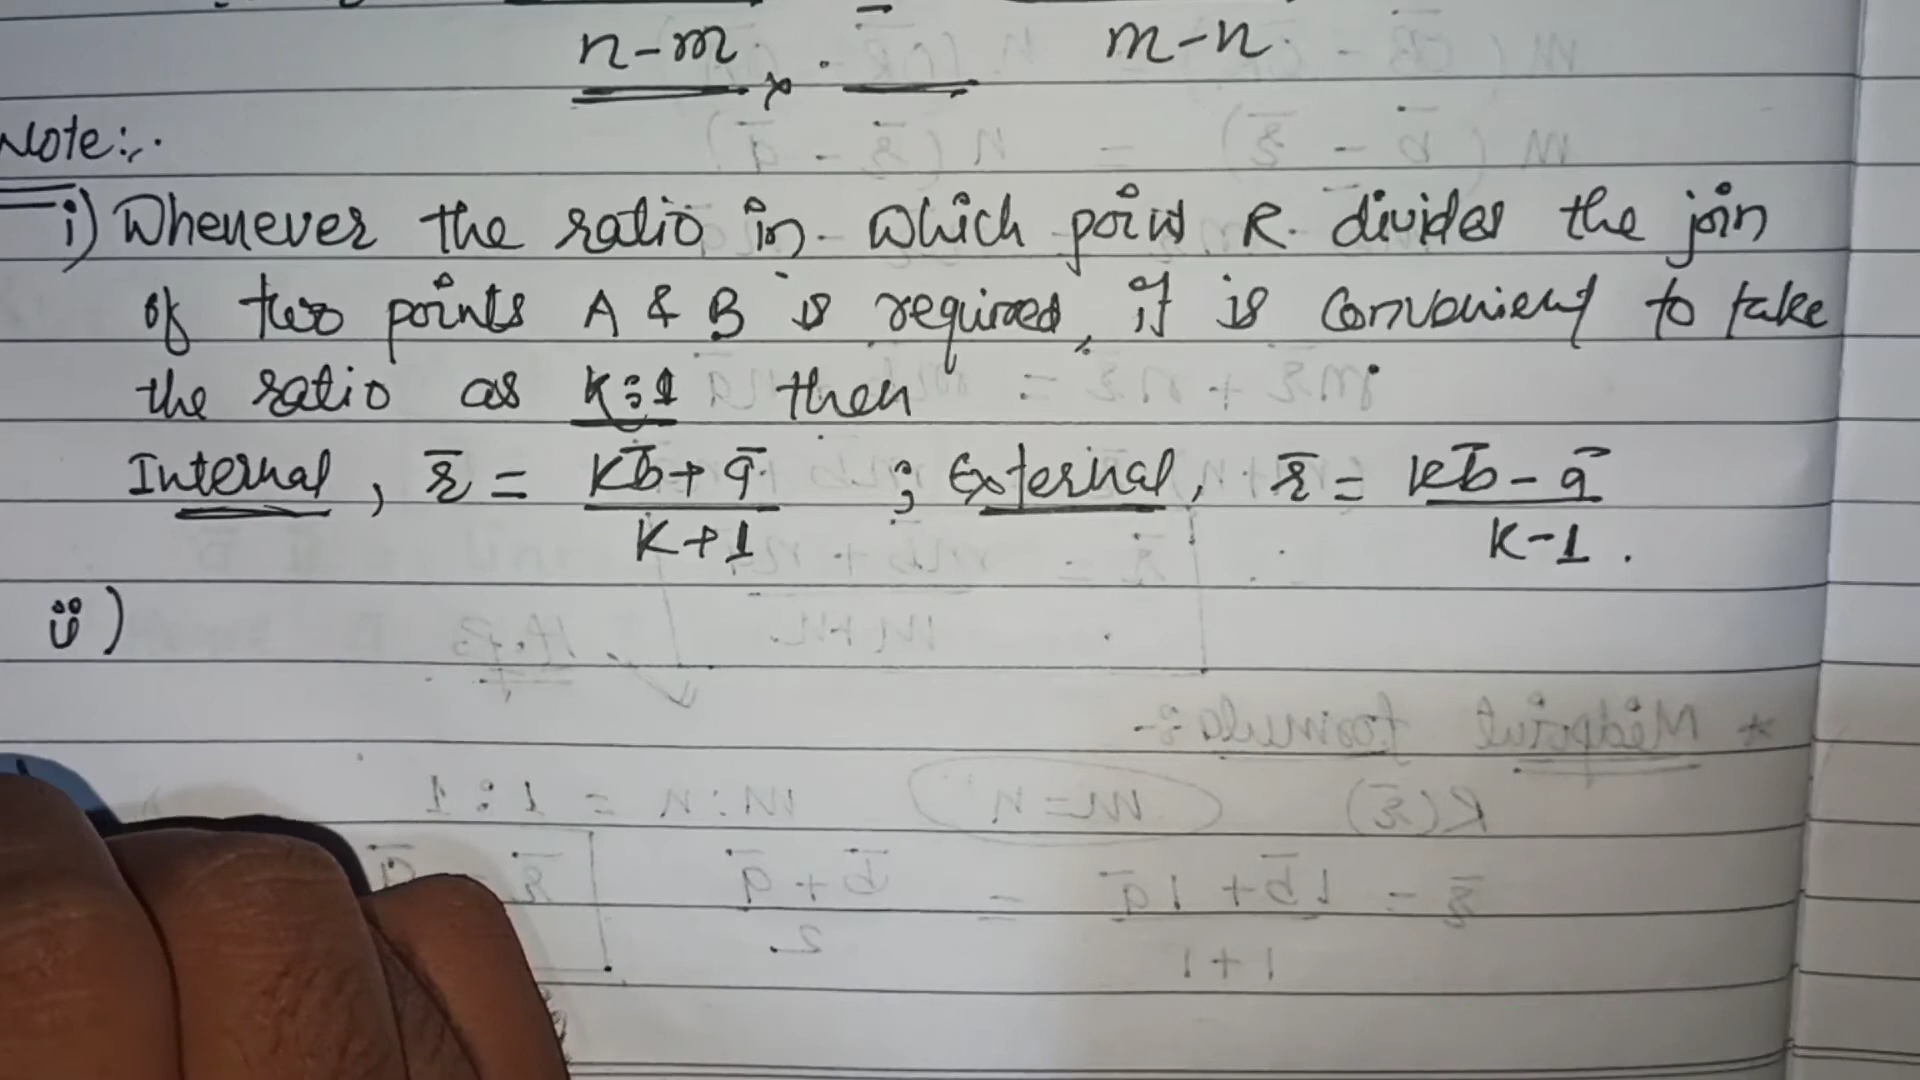 n-m m-n
Note:
i) Whenever the ratio in which point R divides the join
of two points A & B is required, it is convenient to take
the ratio as K:1 then
Internal, r̄ = Kb̄+ā / K+1 ; External, r̄ = Kb̄-ā / K-1.
ii)